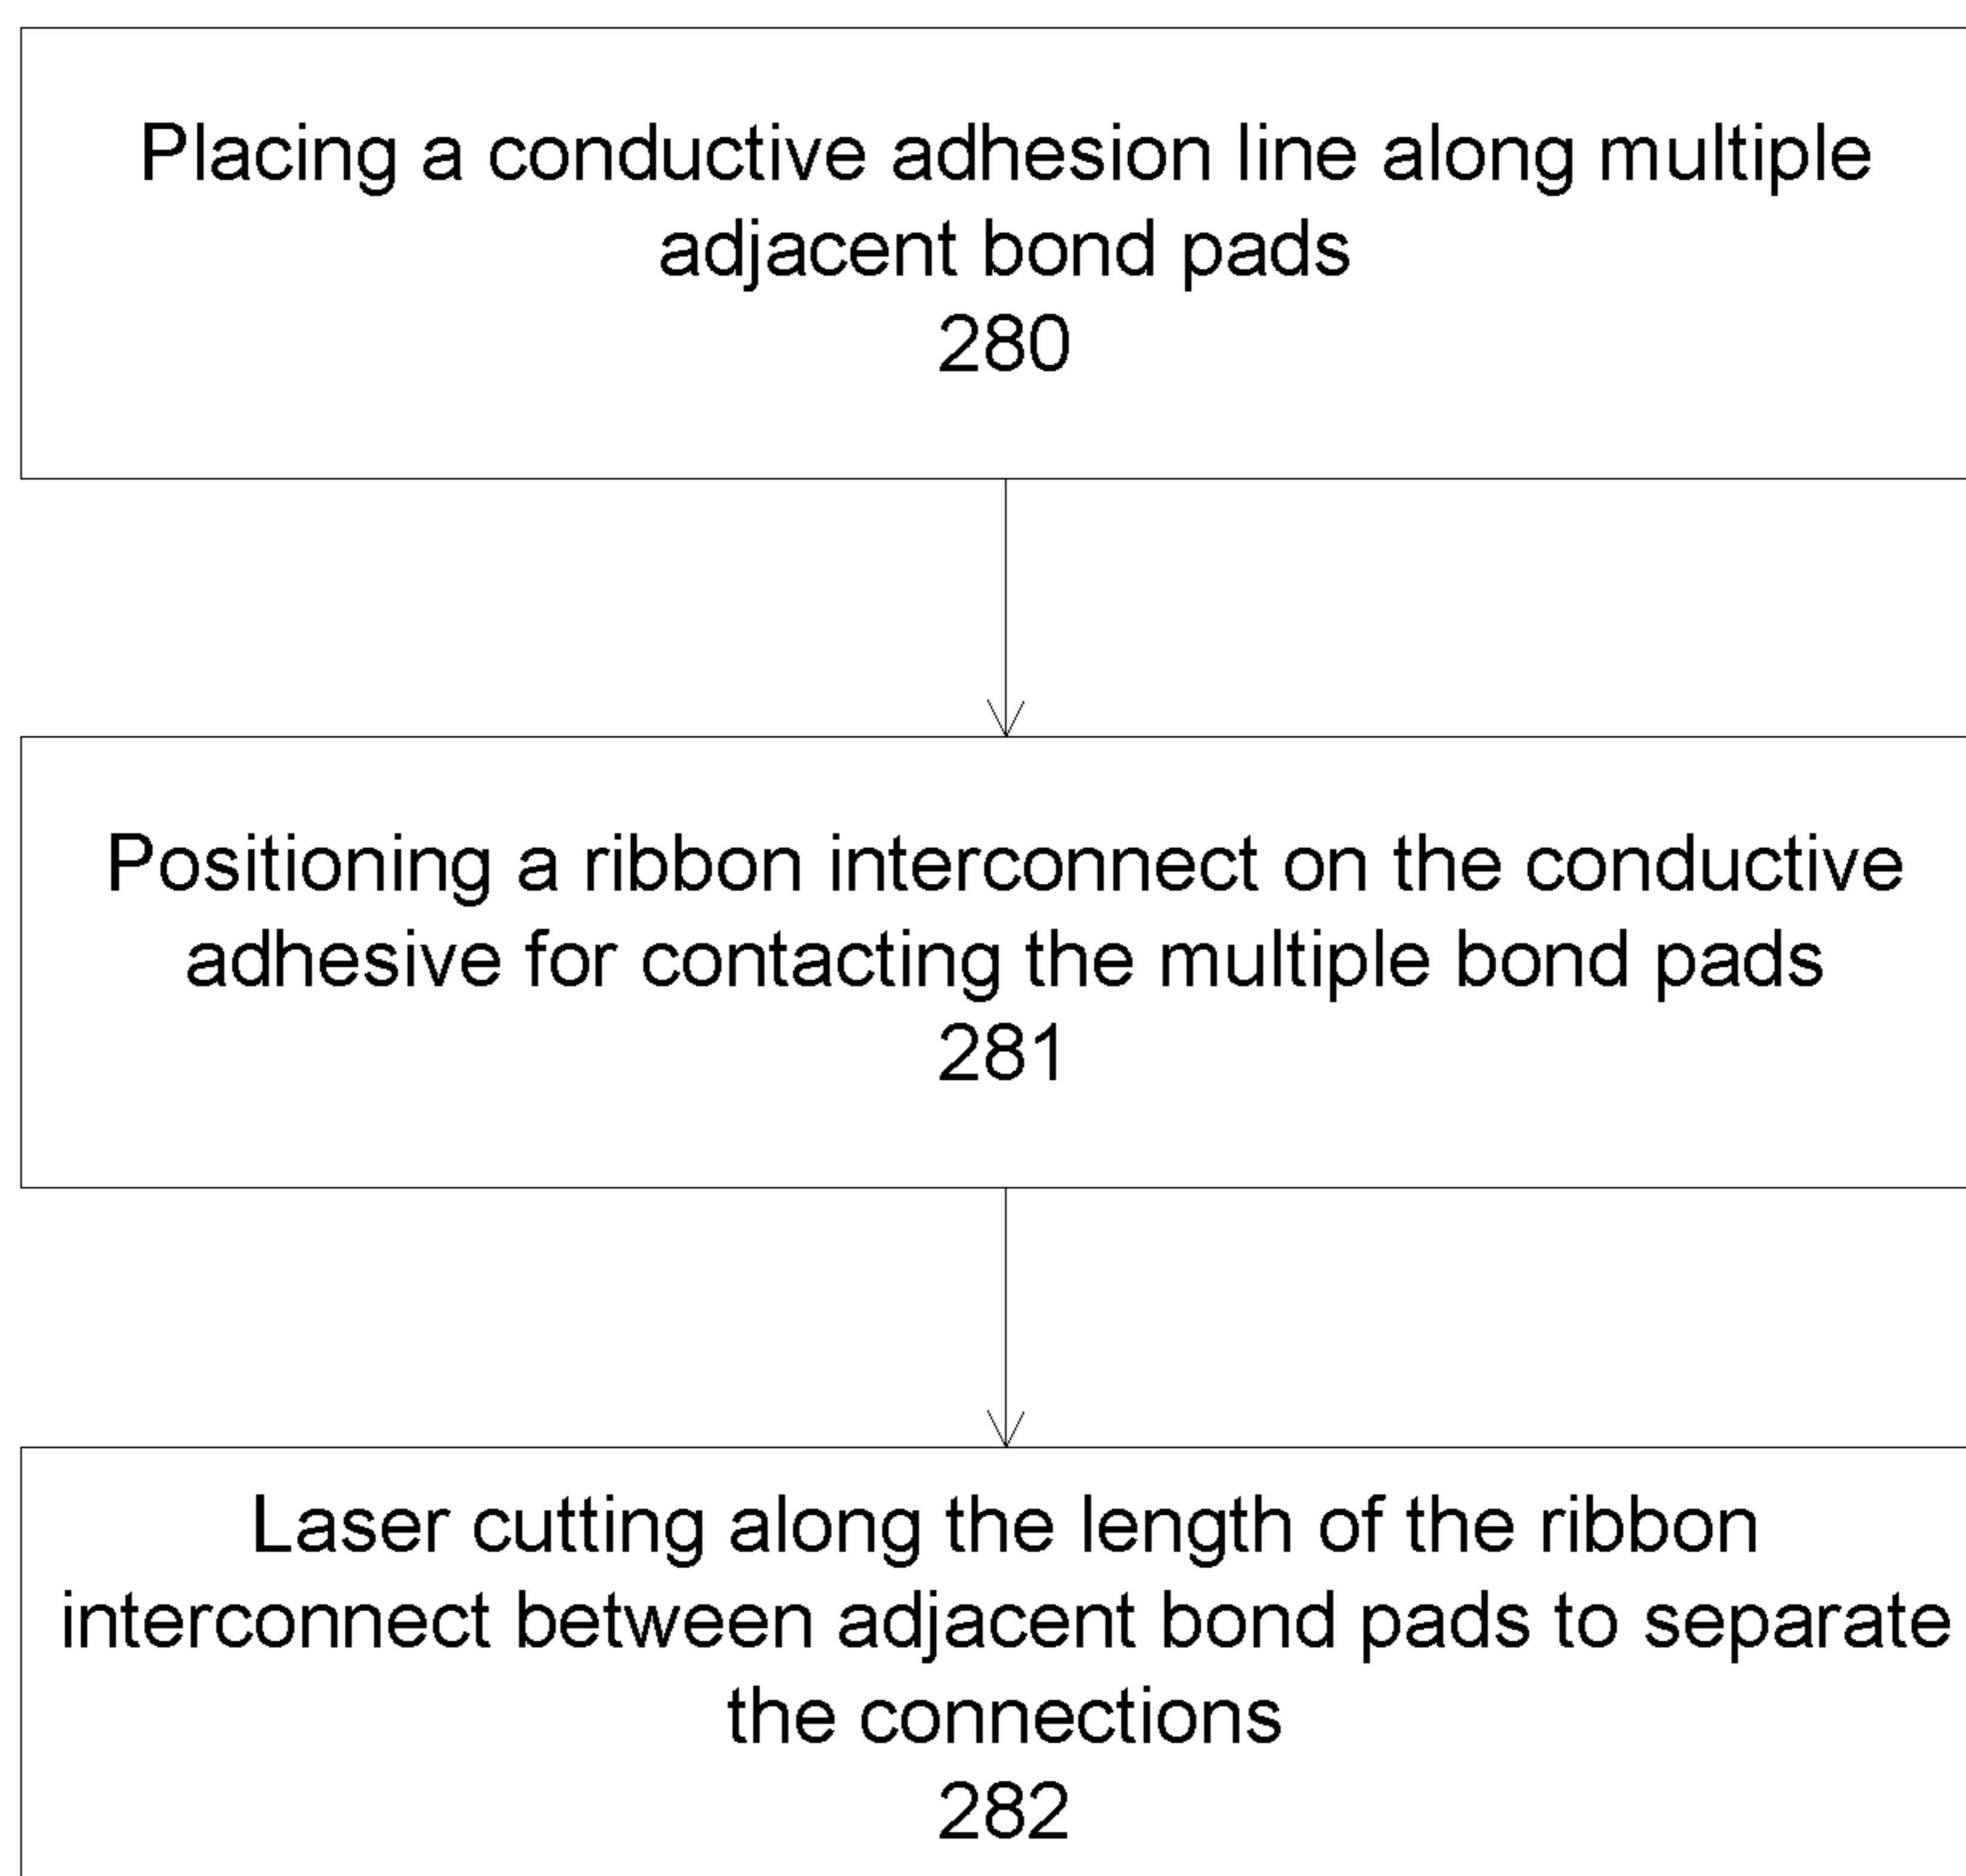 Placing a conductive adhesion line along multiple
adjacent bond pads
280
Positioning a ribbon interconnect on the conductive
adhesive for contacting the multiple bond pads
281
Laser cutting along the length of the ribbon
interconnect between adjacent bond pads to separate
the connections
282